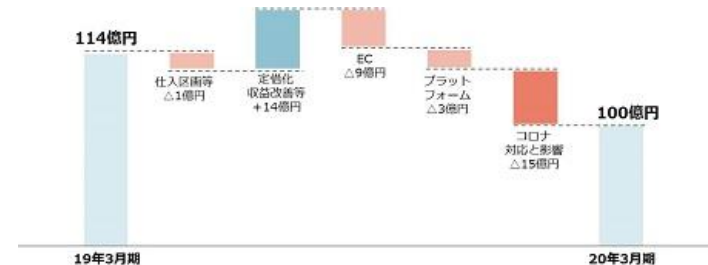 114億円
仕入区画等
△1億円
定借化
収益改善等
+14億円
EC
△9億円
プラット
フォーム
△3億円
コロナ
対応と影響
△15億円
100億円
19年3月期
20年3月期